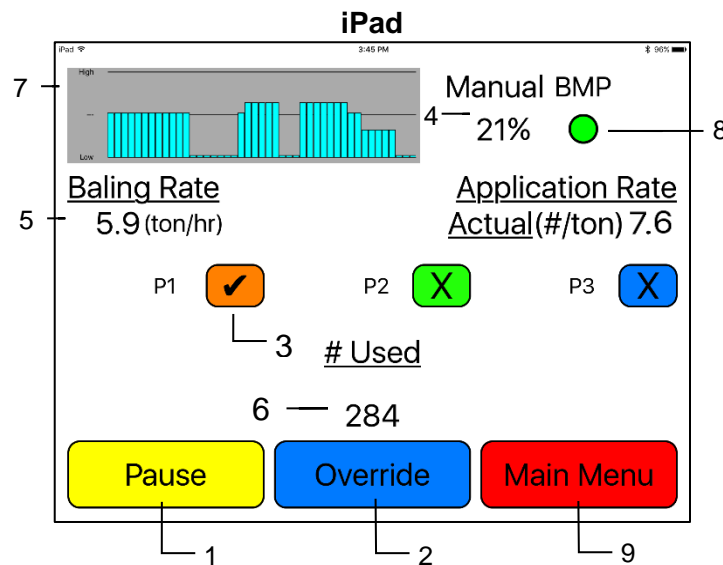 iPad
iPad 3:45 PM 96%
High
7
---
Low
Manual BMP
4 21%
8
Baling Rate Application Rate
5 5.9 (ton/hr) Actual(#/ton) 7.6
P1 ✔ P2 X P3 X
3
# Used
6 284
Pause Override Main Menu
1 2 9